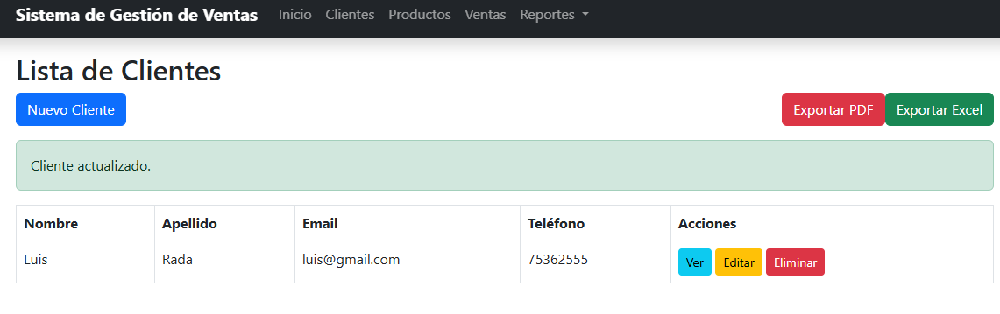 Sistema de Gestión de Ventas Inicio Clientes Productos Ventas Reportes
Lista de Clientes
Nuevo Cliente Exportar PDF Exportar Excel
Cliente actualizado.
Nombre Apellido Email Teléfono Acciones
Luis Rada luis@gmail.com 75362555 Ver Editar Eliminar